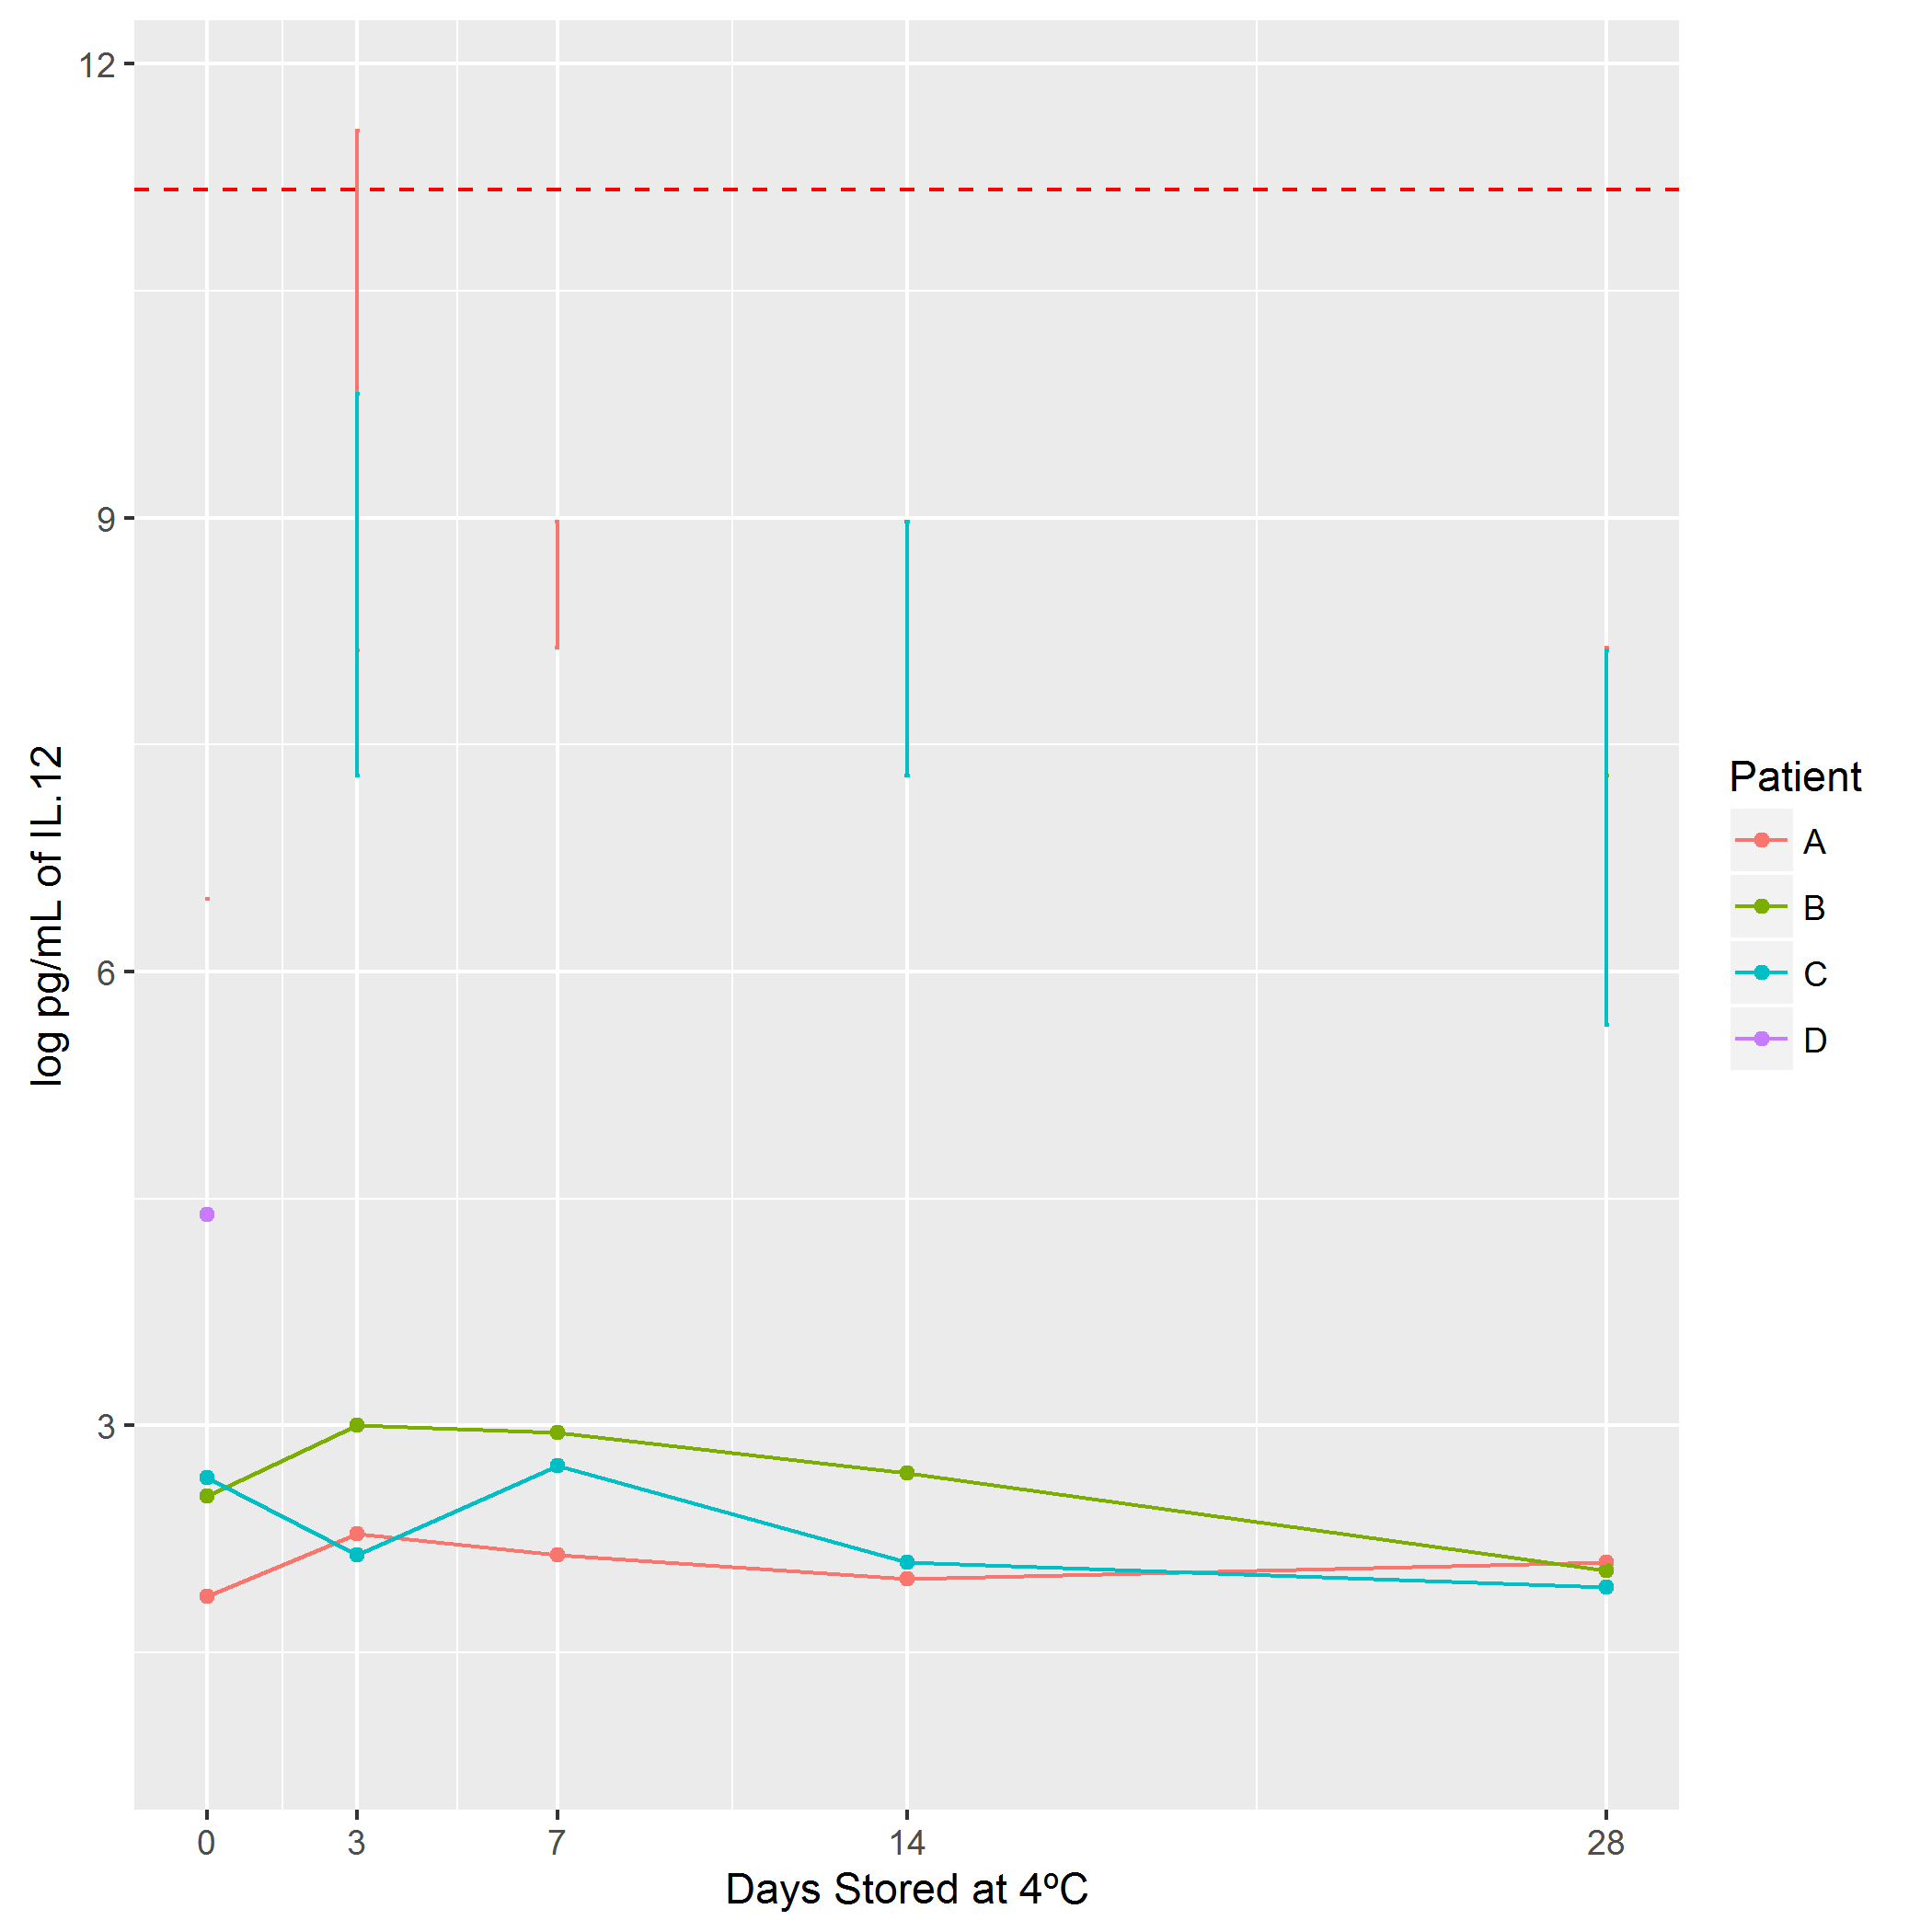 log pg/mL of IL.12
12
9
6
3
0 3 7 14 28
Days Stored at 4ºC
Patient
A
B
C
D